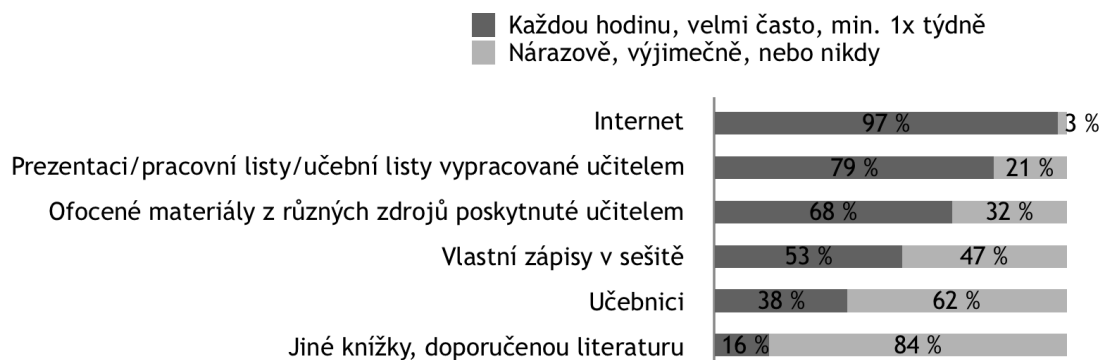 Každou hodinu, velmi často, min. 1x týdně
Nárazově, výjimečně, nebo nikdy
Internet 97 % 3 %
Prezentaci/pracovní listy/učební listy vypracované učitelem 79 % 21 %
Ofocené materiály z různých zdrojů poskytnuté učitelem 68 % 32 %
Vlastní zápisy v sešitě 53 % 47 %
Učebnici 38 % 62 %
Jiné knížky, doporučenou literaturu 16 % 84 %